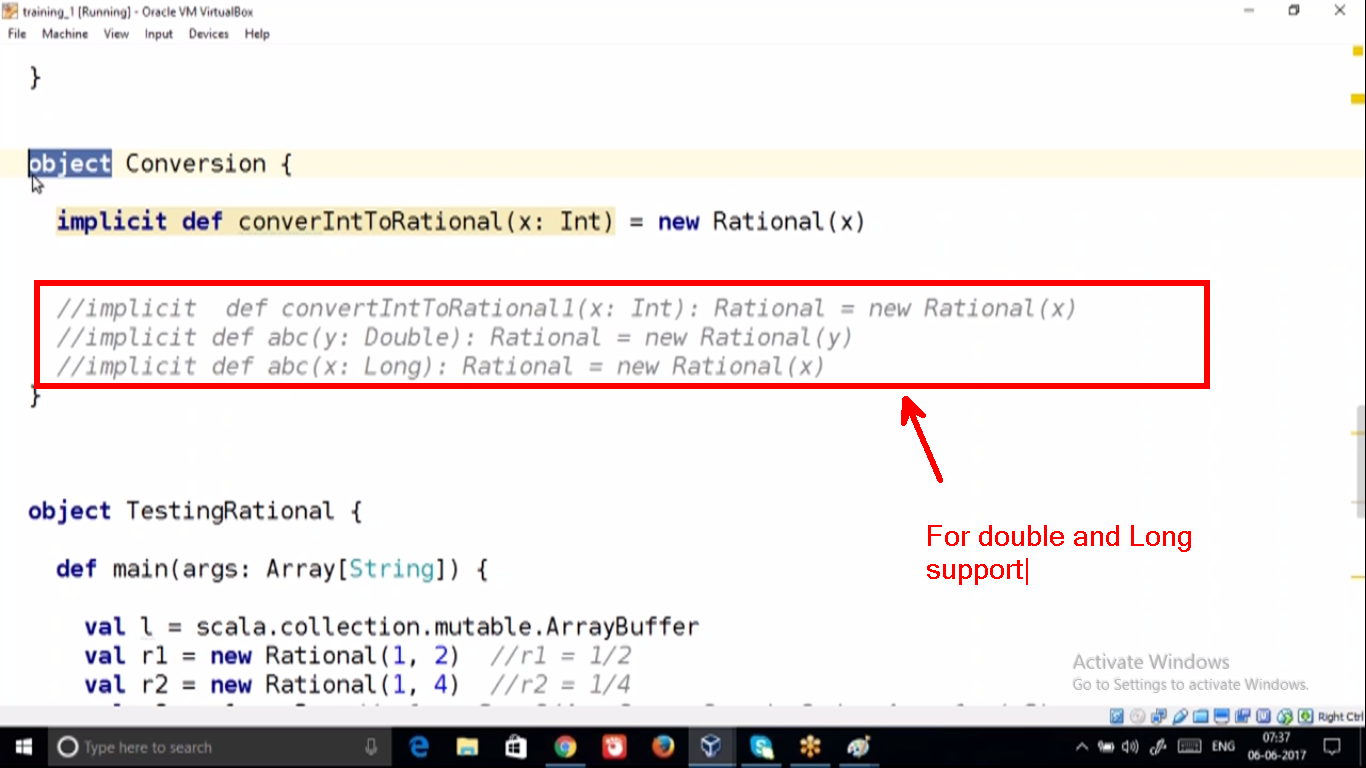 training_1 [Running] - Oracle VM VirtualBox
File Machine View Input Devices Help
}
object Conversion {
implicit def converIntToRational(x: Int) = new Rational(x)
//implicit  def convertIntToRational1(x: Int): Rational = new Rational(x)
//implicit def abc(y: Double): Rational = new Rational(y)
//implicit def abc(x: Long): Rational = new Rational(x)
}
For double and Long
support
object TestingRational {
def main(args: Array[String]) {
val l = scala.collection.mutable.ArrayBuffer
val r1 = new Rational(1, 2)  //r1 = 1/2
val r2 = new Rational(1, 4)  //r2 = 1/4
Activate Windows
Go to Settings to activate Windows.
Right Ctrl
Type here to search
ENG
07:37
06-06-2017